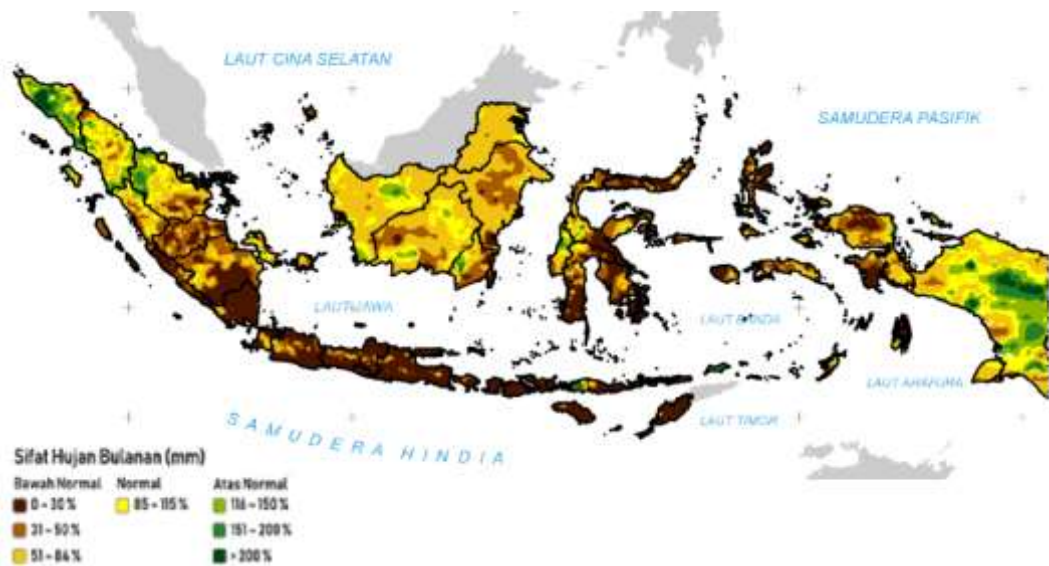 LAUT CINA SELATAN
SAMUDERA PASIFIK
LAUT JAWA
LAUT BANDA
LAUT ARAFURA
LAUT TIMOR
SAMUDERA HINDIA
Sifat Hujan Bulanan (mm)
Bawah Normal Normal Atas Normal
0 - 30 % 85 - 115 % 116 - 150 %
31 - 50 % 151 - 200 %
51 - 84 % > 200 %